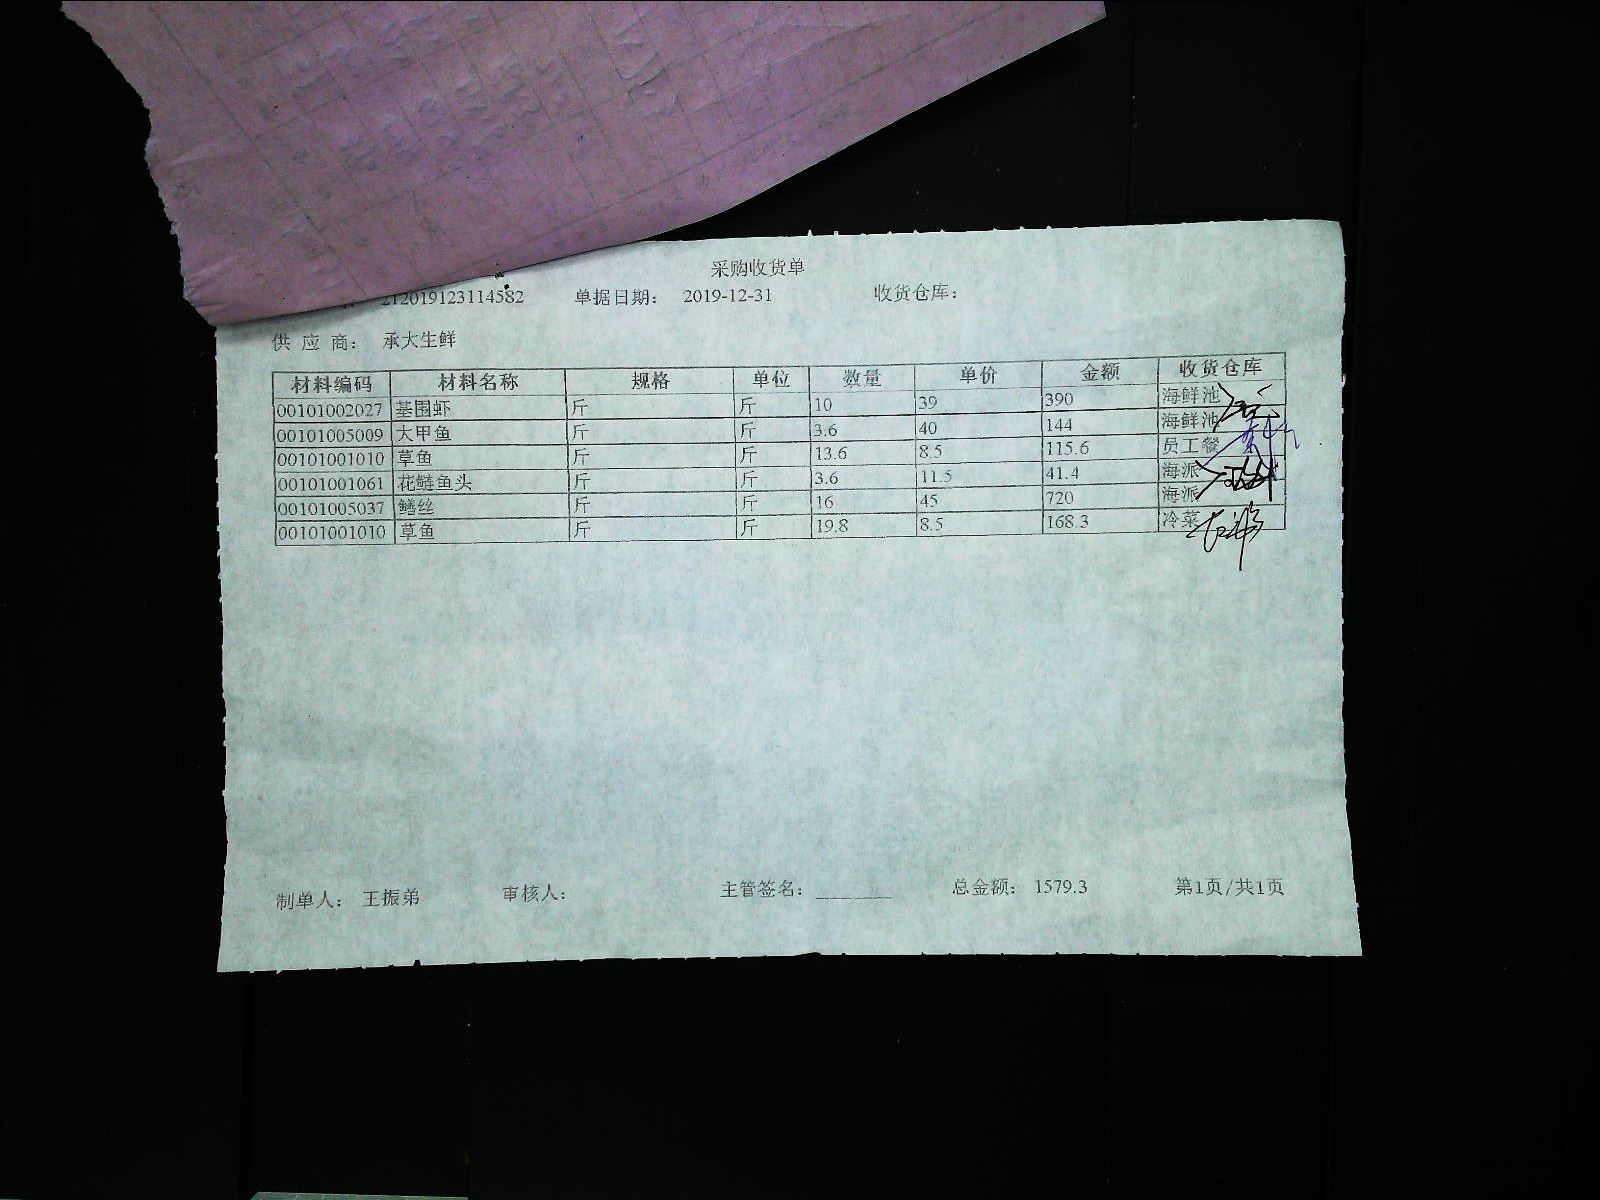 采购收货单
212019123114582 单据日期: 2019-12-31 收货仓库:
供 应 商: 承大生鲜
材料编码 材料名称 规格 单位 数量 单价 金额 收货仓库
00101002027 基围虾 斤 斤 10 39 390 海鲜池
00101005009 大甲鱼 斤 斤 3.6 40 144 海鲜池
00101001010 草鱼 斤 斤 13.6 8.5 115.6 员工餐
00101001061 花鲢鱼头 斤 斤 3.6 11.5 41.4 海派
00101005037 鳝丝 斤 斤 16 45 720 海派
00101001010 草鱼 斤 斤 19.8 8.5 168.3 冷菜
制单人: 王振弟 审核人: 主管签名: 总金额: 1579.3 第1页/共1页